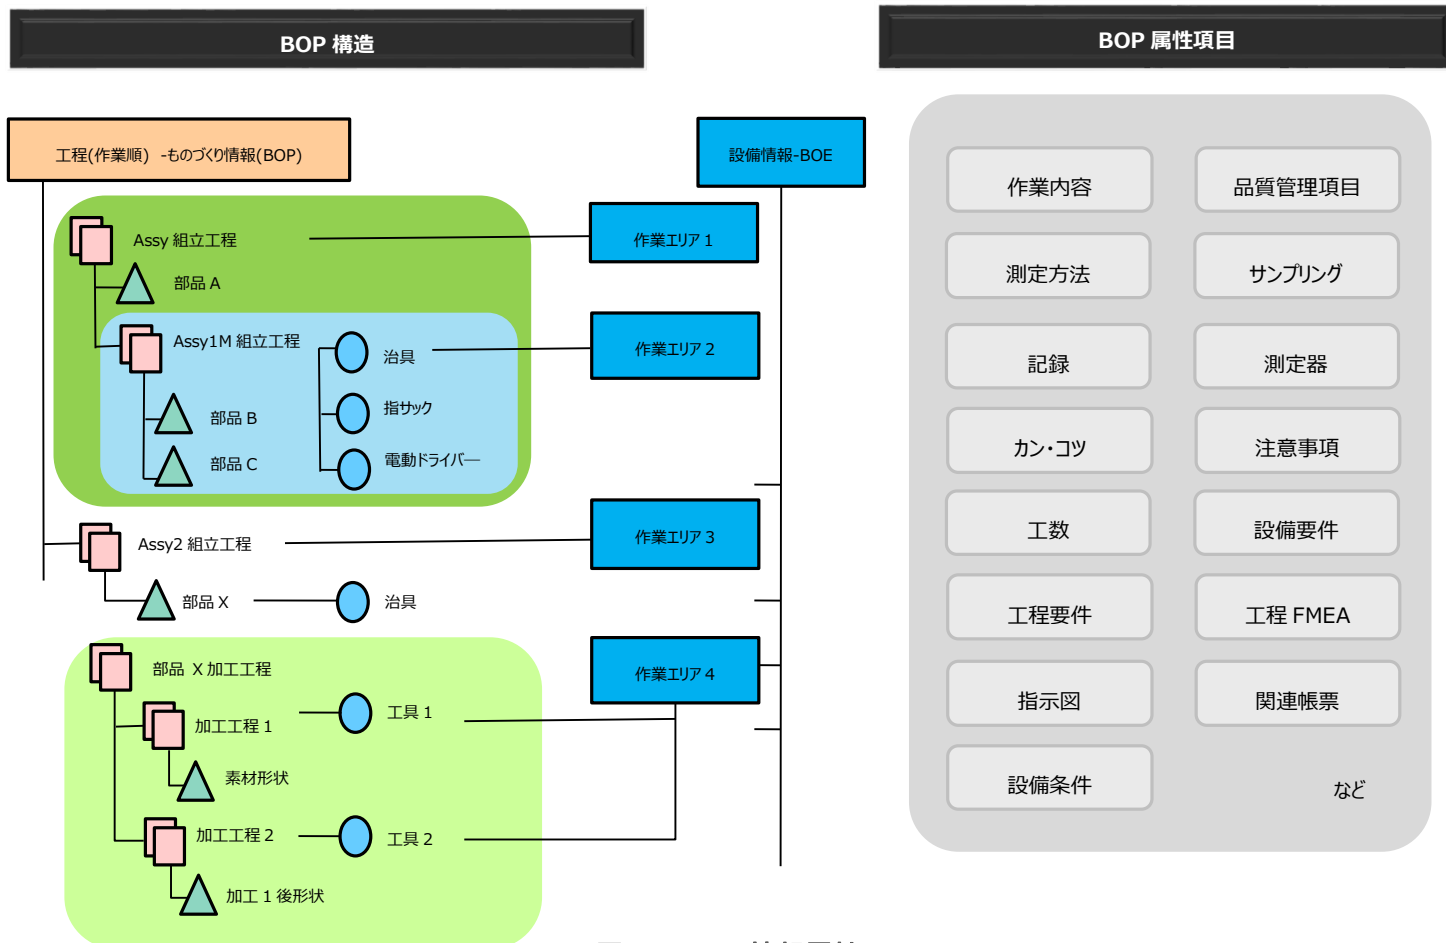 BOP 構造
BOP 属性項目
工程(作業順) -ものづくり情報(BOP)
設備情報-BOE
Assy 組立工程
作業エリア 1
部品 A
Assy1M 組立工程
治具
作業エリア 2
指サック
部品 B
電動ドライバー
部品 C
Assy2 組立工程
作業エリア 3
部品 X
治具
部品 X 加工工程
作業エリア 4
加工工程 1
工具 1
素材形状
加工工程 2
工具 2
加工 1 後形状
作業内容
品質管理項目
測定方法
サンプリング
記録
測定器
カン・コツ
注意事項
工数
設備要件
工程要件
工程 FMEA
指示図
関連帳票
設備条件
など